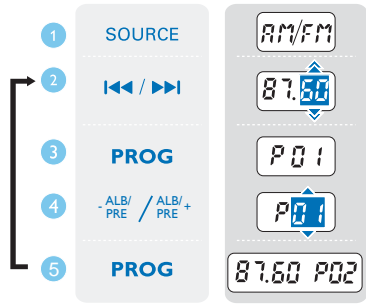 1 SOURCE AM/FM
2 I◄◄ / ►►I 87.60
3 PROG P01
4 - ALB/PRE / ALB/PRE + P01
5 PROG 87.60 P02